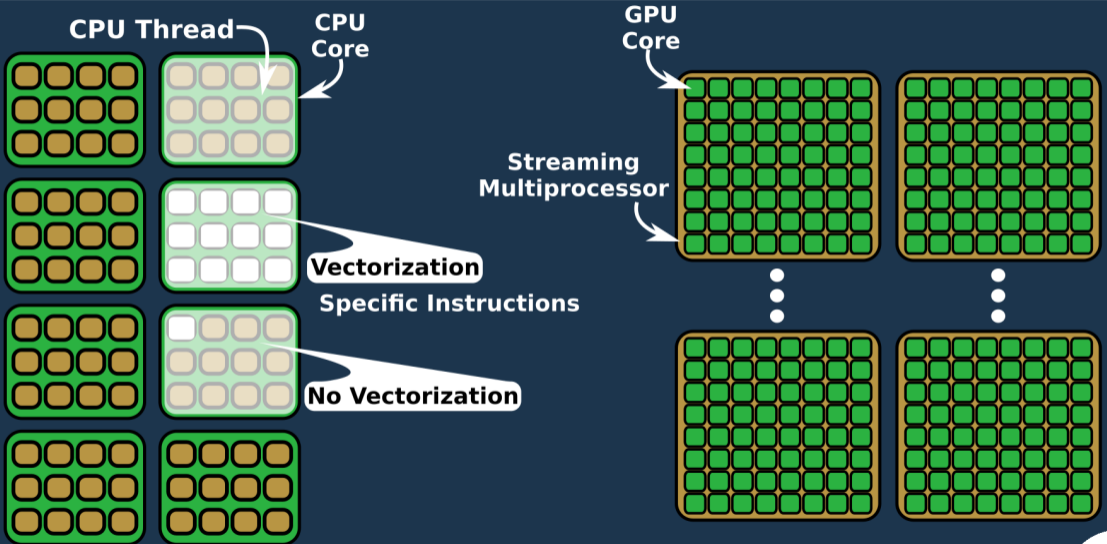 CPU Thread
CPU
Core
GPU
Core
Streaming
Multiprocessor
Vectorization
Specific Instructions
No Vectorization